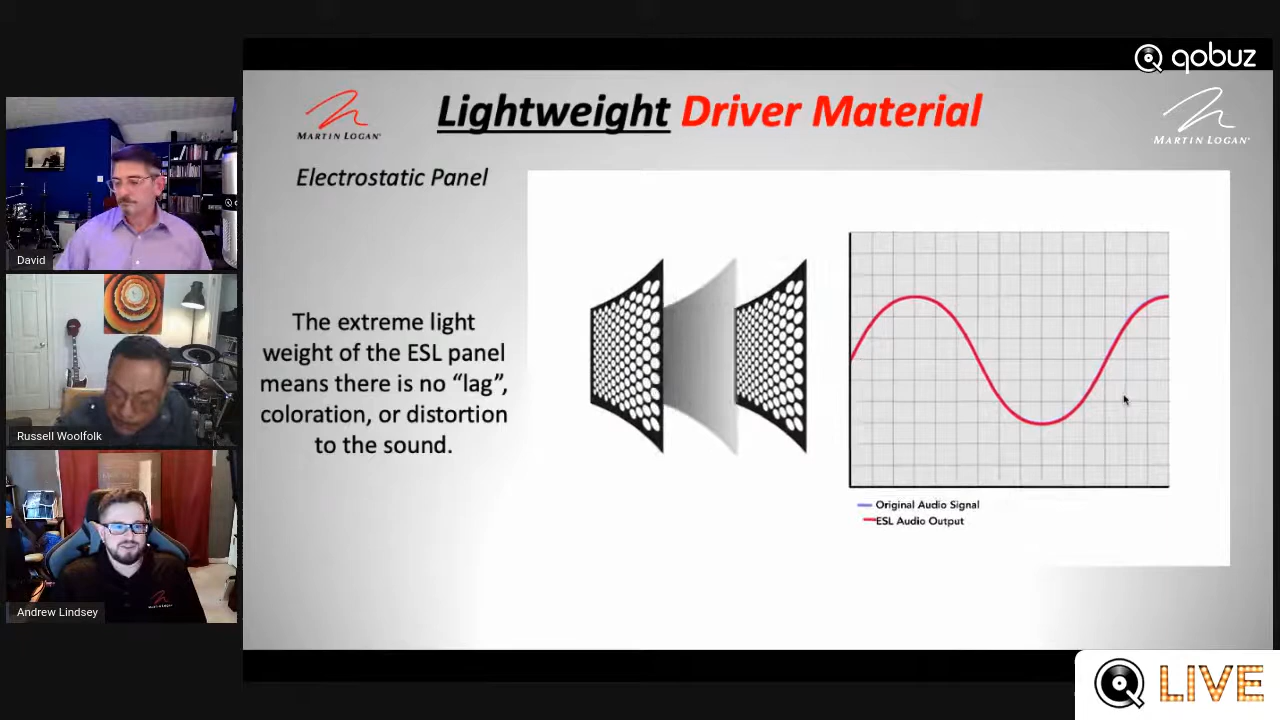 qobuz
Lightweight Driver Material
MARTIN LOGAN
MARTIN LOGAN
Electrostatic Panel
The extreme light
weight of the ESL panel
means there is no “lag”,
coloration, or distortion
to the sound.
Original Audio Signal
ESL Audio Output
David
Russell Woolfolk
Andrew Lindsey
LIVE